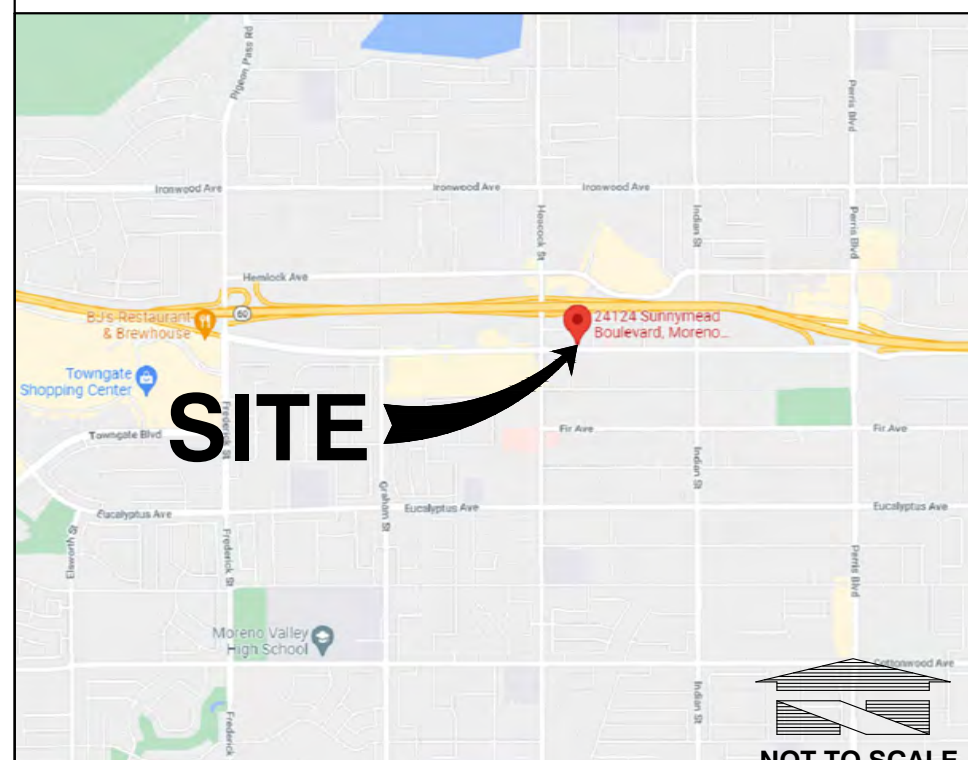 Pigeon Pass Rd
Perris Blvd
Ironwood Ave
Ironwood Ave
Ironwood Ave
Heacock St
Indian St
Perris Blvd
Hemlock Ave
60
BJ's Restaurant
& Brewhouse
24124 Sunnymead
Boulevard, Moreno...
Towngate
Shopping Center
SITE
Towngate Blvd
Frederick St
Fir Ave
Fir Ave
Indian St
Graham St
Eucalyptus Ave
Eucalyptus Ave
Eucalyptus Ave
Elsworth St
Frederick St
Perris Blvd
Moreno Valley
High School
Cottonwood Ave
Indian St
Frederick
NOT TO SCALE